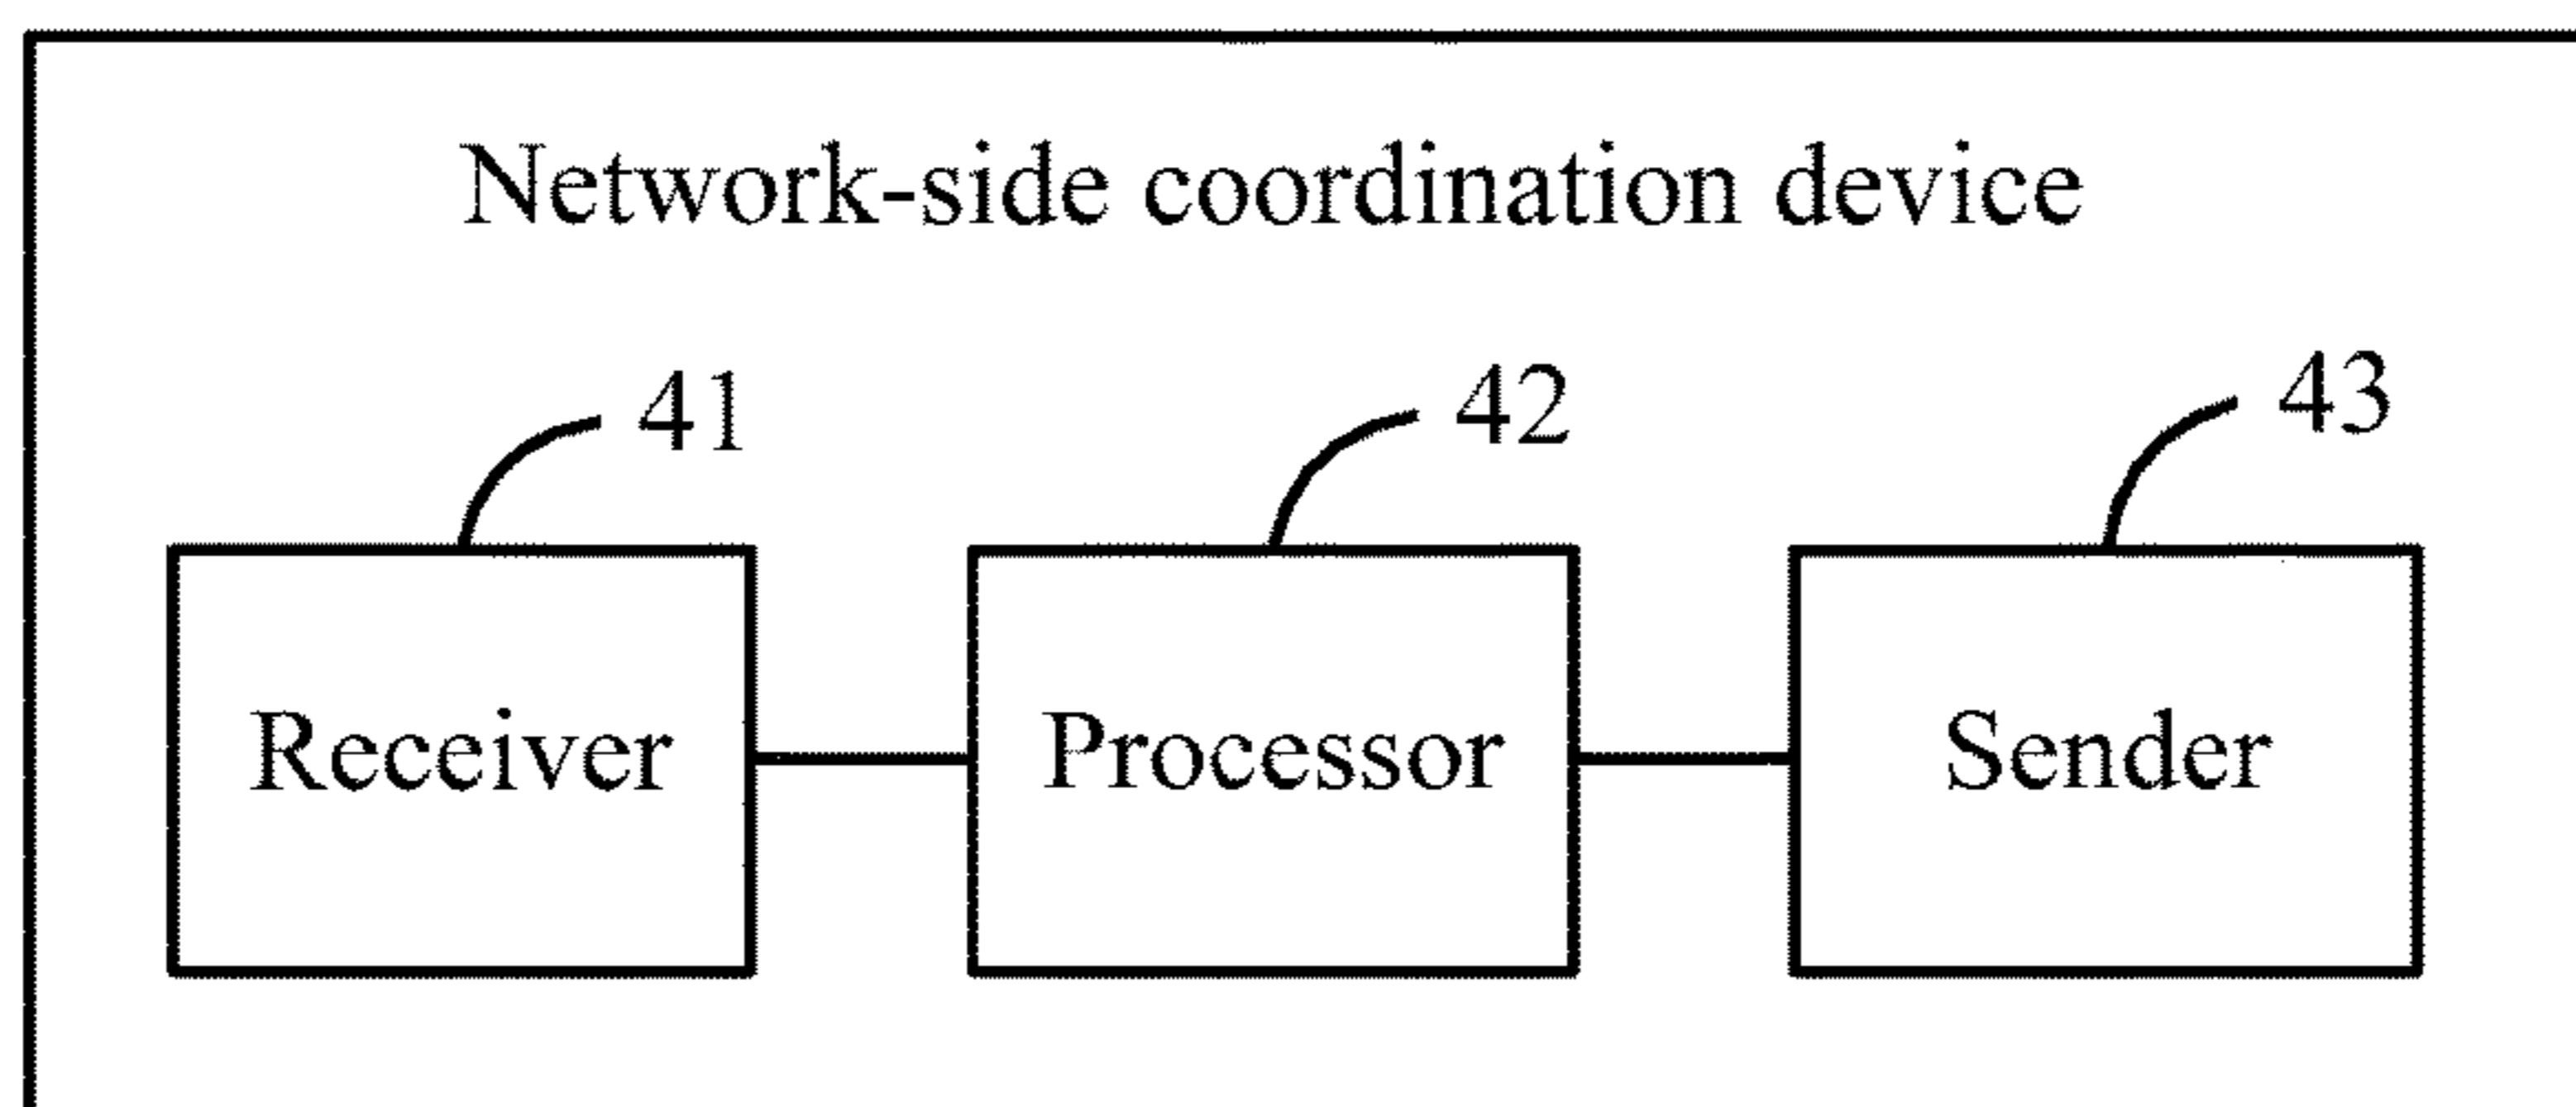 Network-side coordination device
41
42
43
Receiver
Processor
Sender